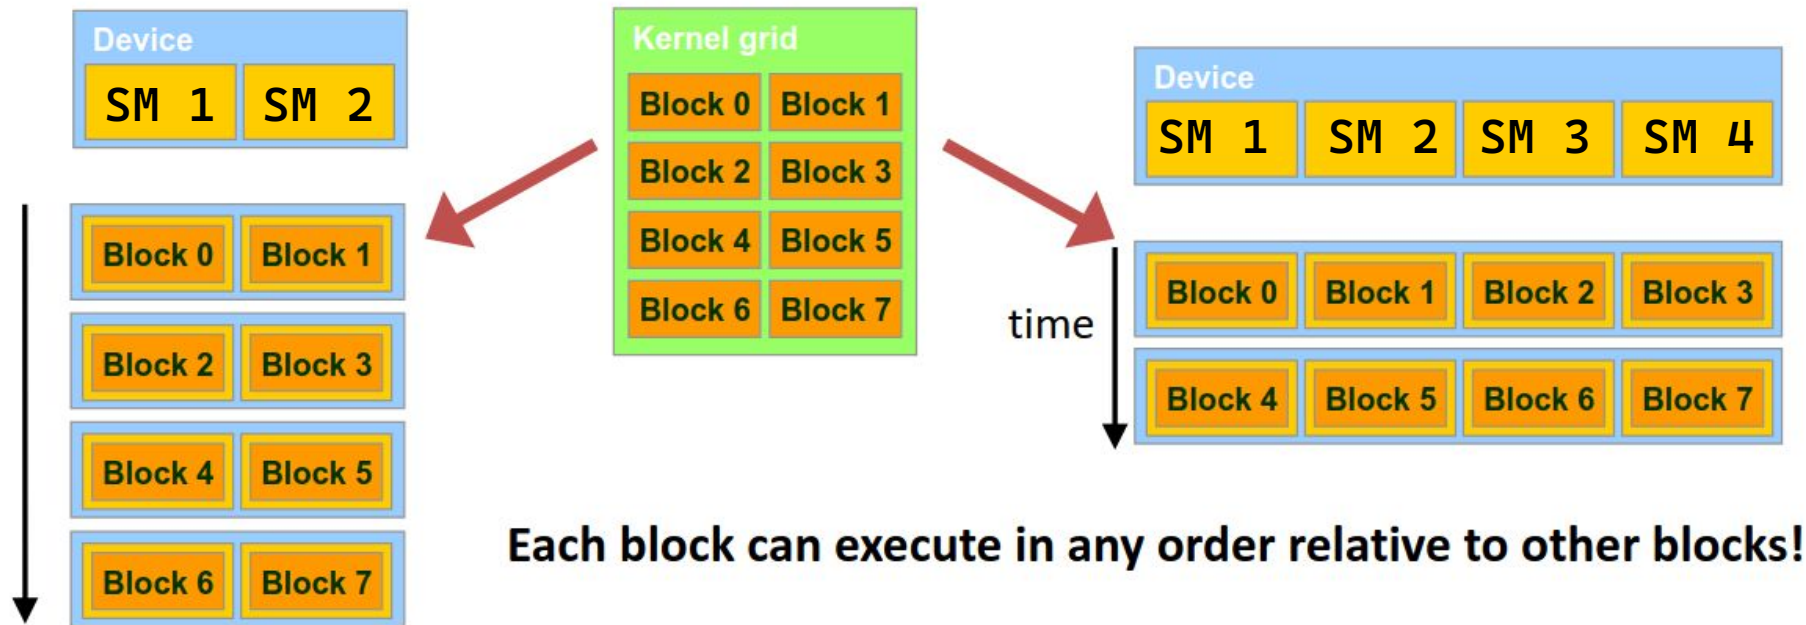 Device
SM 1 SM 2
Block 0 Block 1
Block 2 Block 3
Block 4 Block 5
Block 6 Block 7
Kernel grid
Block 0 Block 1
Block 2 Block 3
Block 4 Block 5
Block 6 Block 7
Device
SM 1 SM 2 SM 3 SM 4
time
Block 0 Block 1 Block 2 Block 3
Block 4 Block 5 Block 6 Block 7
Each block can execute in any order relative to other blocks!